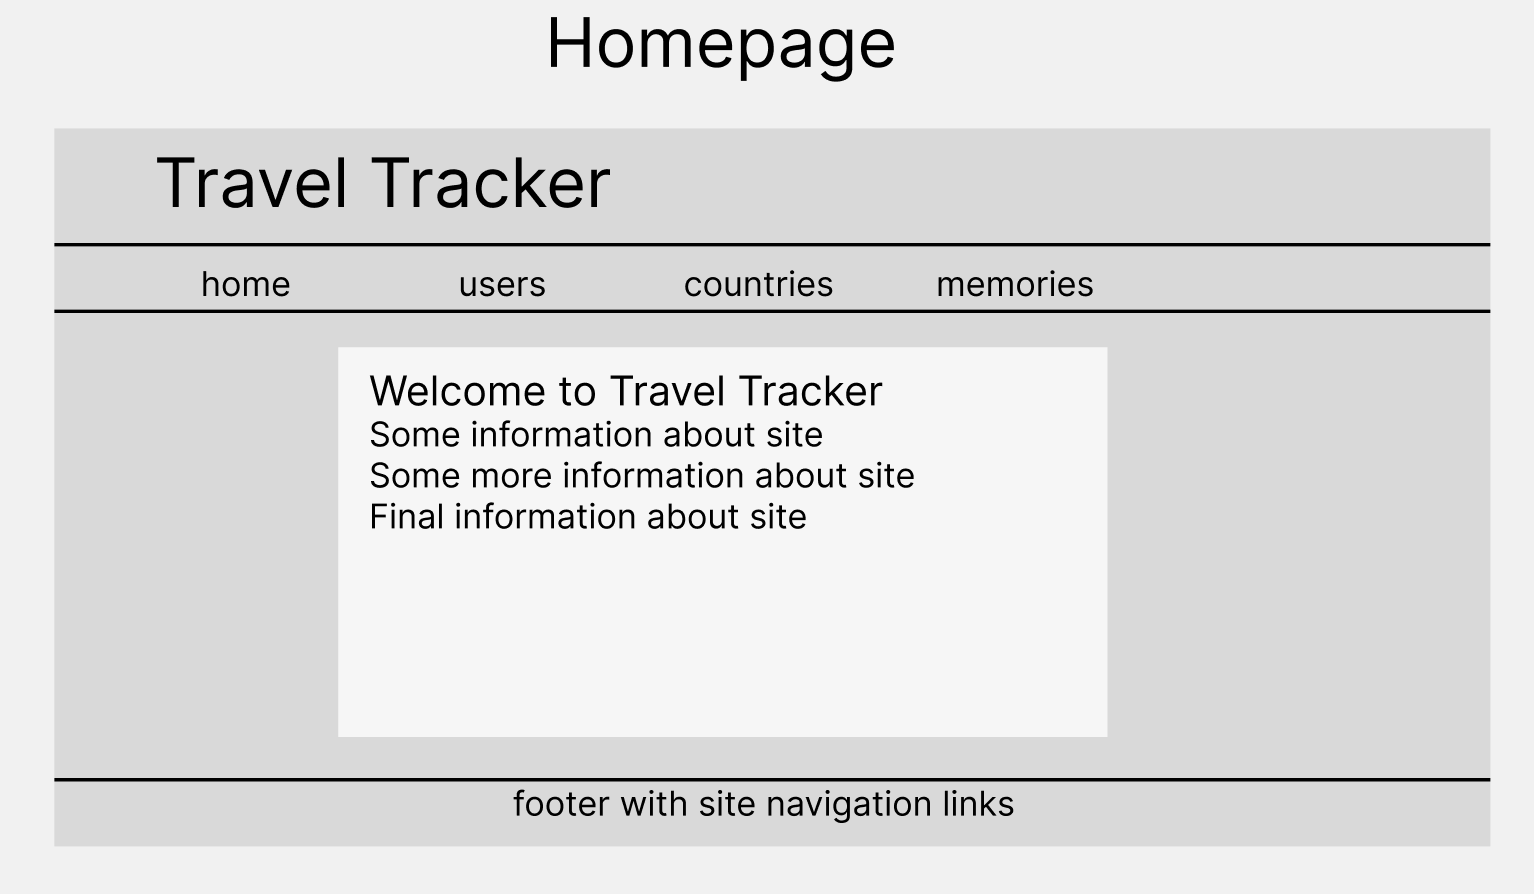 Homepage
Travel Tracker
home users countries memories
Welcome to Travel Tracker
Some information about site
Some more information about site
Final information about site
footer with site navigation links